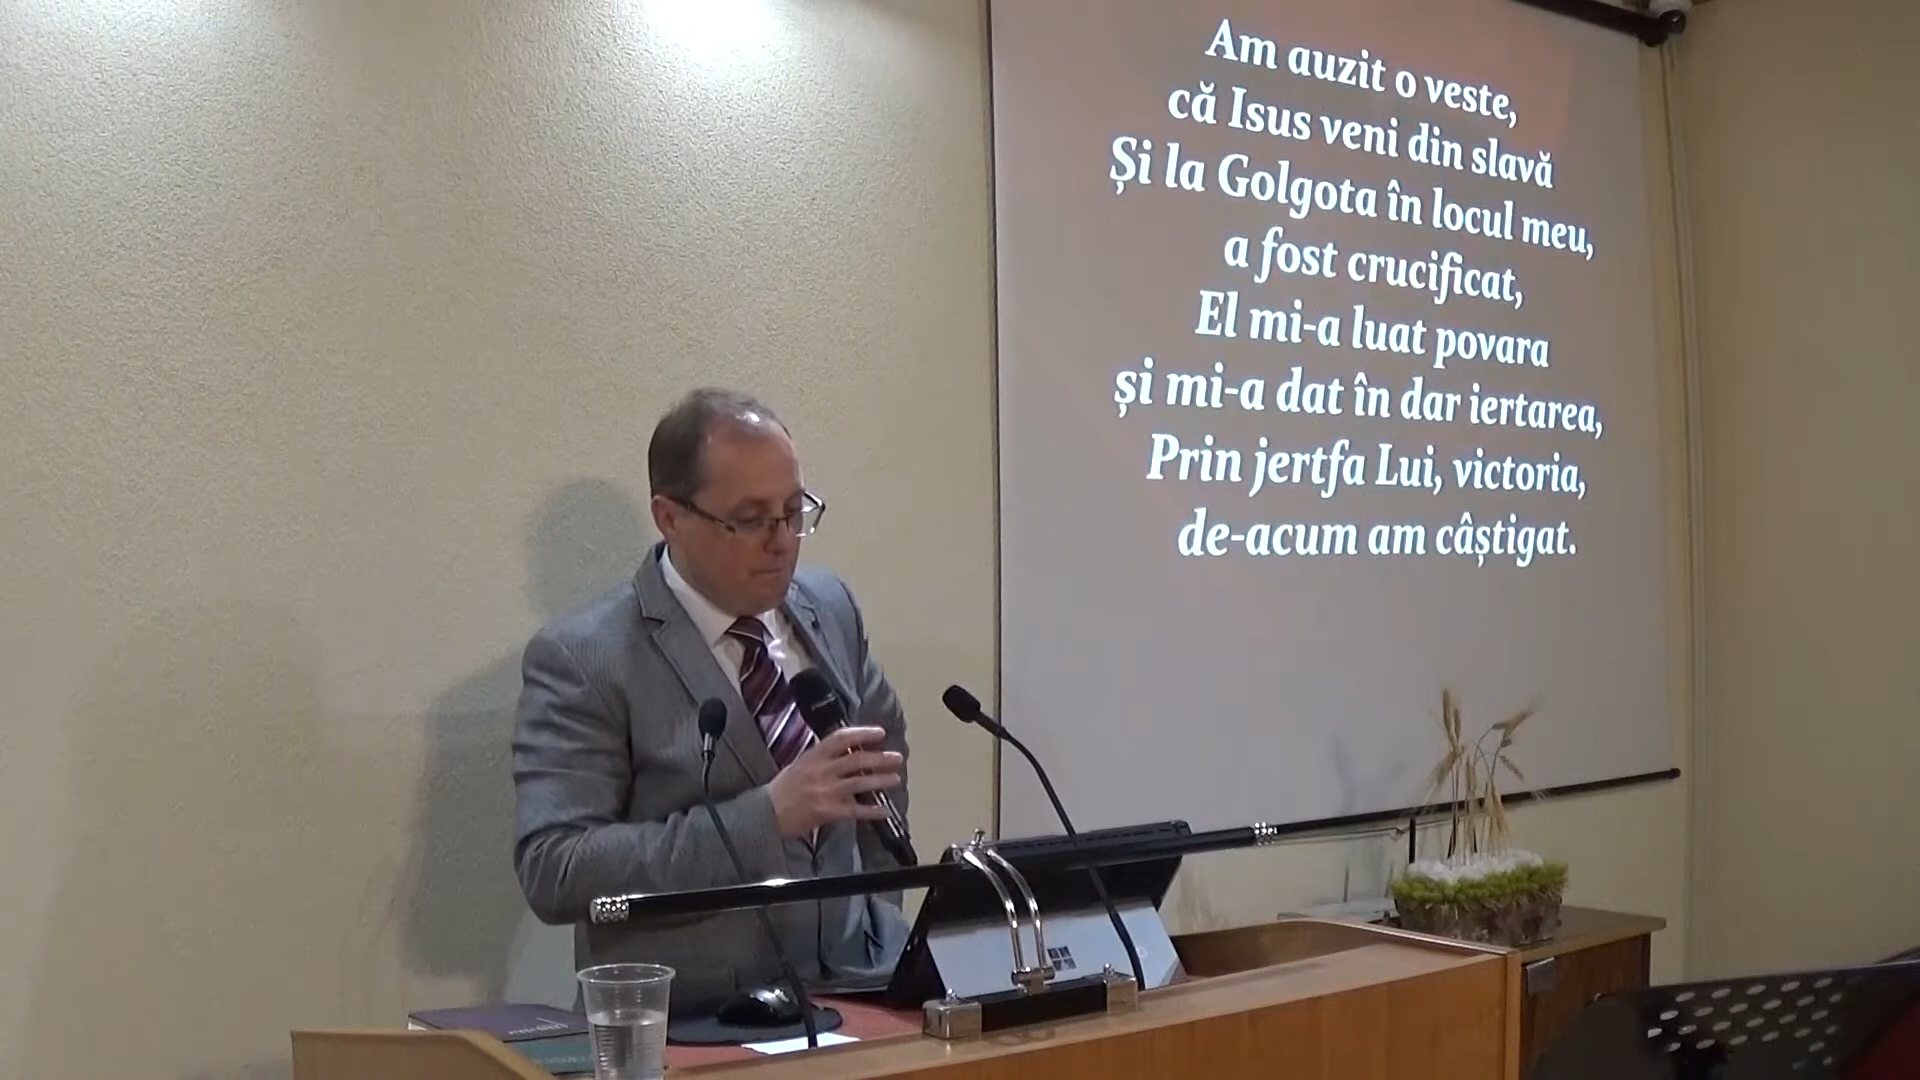 Am auzit o veste,
că Isus veni din slavă
Și la Golgota în locul meu,
a fost crucificat,
El mi-a luat povara
și mi-a dat în dar iertarea,
Prin jertfa Lui, victoria,
de-acum am câștigat.